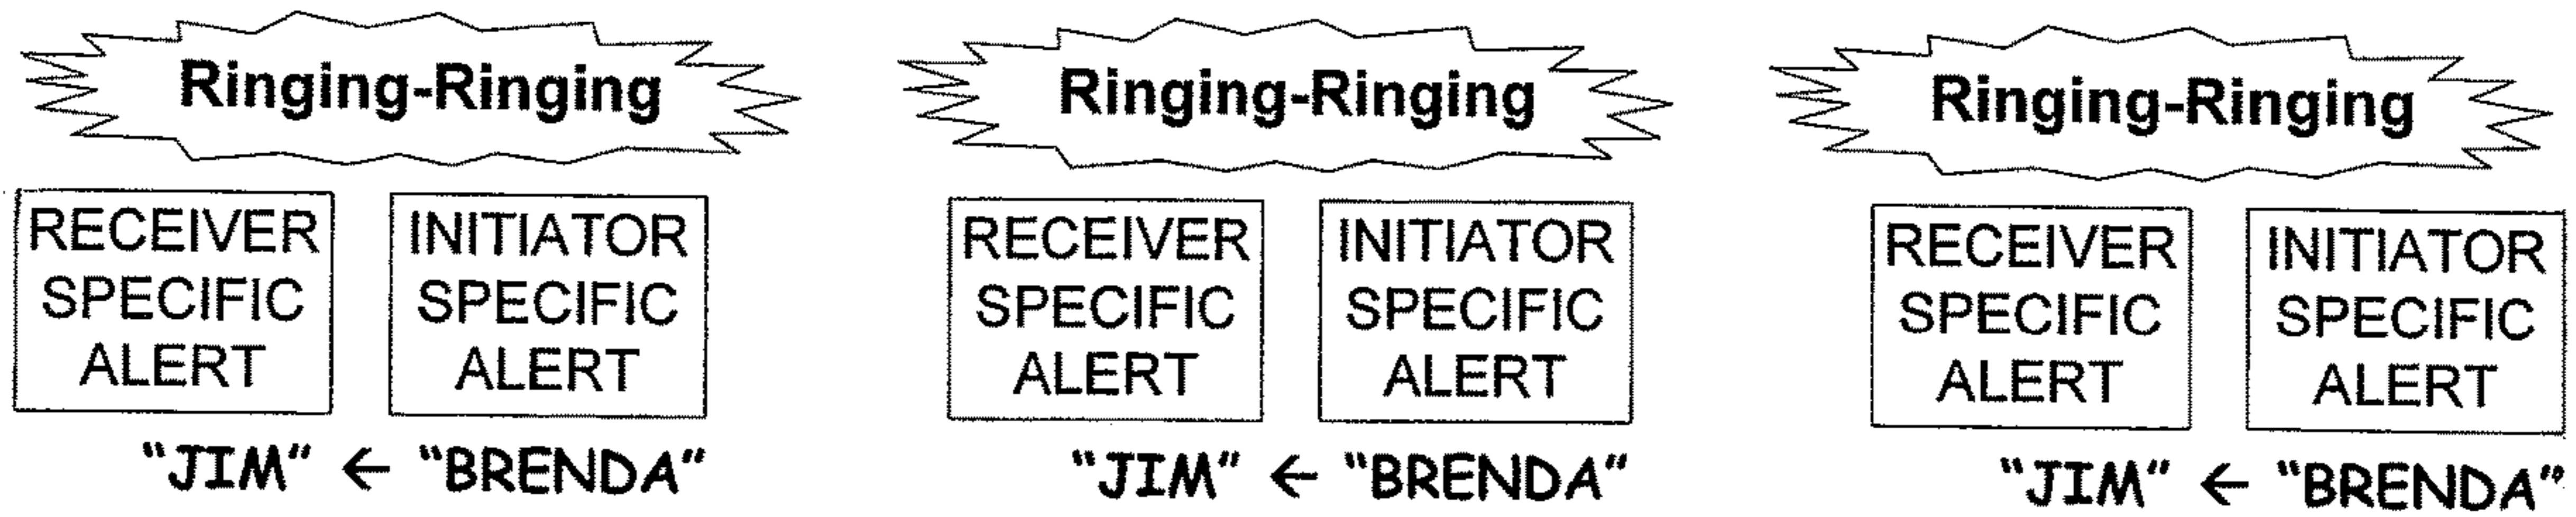 Ringing-Ringing
RECEIVER
SPECIFIC
ALERT
INITIATOR
SPECIFIC
ALERT
“JIM” ← “BRENDA”
Ringing-Ringing
RECEIVER
SPECIFIC
ALERT
INITIATOR
SPECIFIC
ALERT
“JIM” ← “BRENDA”
Ringing-Ringing
RECEIVER
SPECIFIC
ALERT
INITIATOR
SPECIFIC
ALERT
“JIM” ← “BRENDA”